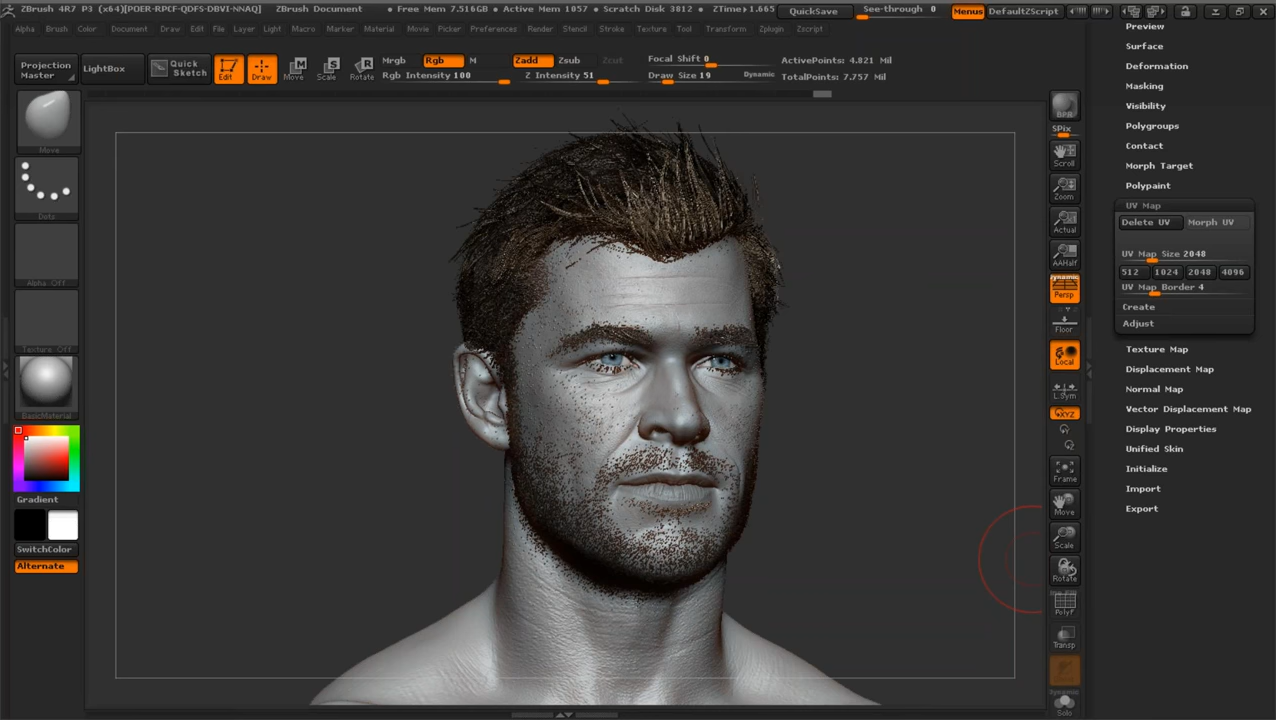 ZBrush 4R7 P3 (x64)[POER-RPCF-QDFS-DBVI-NNAQ] ZBrush Document • Free Mem 7.516GB • Active Mem 1057 • Scratch Disk 3812 • ZTime▸1.665 QuickSave See-through 0 Menus DefaultZScript
Alpha Brush Color Document Draw Edit File Layer Light Macro Marker Material Movie Picker Preferences Render Stencil Stroke Texture Tool Transform Zplugin Zscript
Projection Master
LightBox
Quick Sketch
Edit
Draw
Move
Scale
Rotate
Mrgb Rgb M
Rgb Intensity 100
Zadd Zsub Zcut
Z Intensity 51
Focal Shift 0
Draw Size 19 Dynamic
ActivePoints: 4.821 Mil
TotalPoints: 7.757 Mil
Move
Dots
Alpha Off
Texture Off
BasicMaterial
Gradient
SwitchColor
Alternate
BPR
SPix
Scroll
Zoom
Actual
AAHalf
Dynamic
Persp
Floor
Local
L.Sym
XYZ
Frame
Move
Scale
Rotate
PolyF
Transp
Dynamic
Solo
Preview
Surface
Deformation
Masking
Visibility
Polygroups
Contact
Morph Target
Polypaint
UV Map
Delete UV Morph UV
UV Map Size 2048
512 1024 2048 4096
UV Map Border 4
Create
Adjust
Texture Map
Displacement Map
Normal Map
Vector Displacement Map
Display Properties
Unified Skin
Initialize
Import
Export